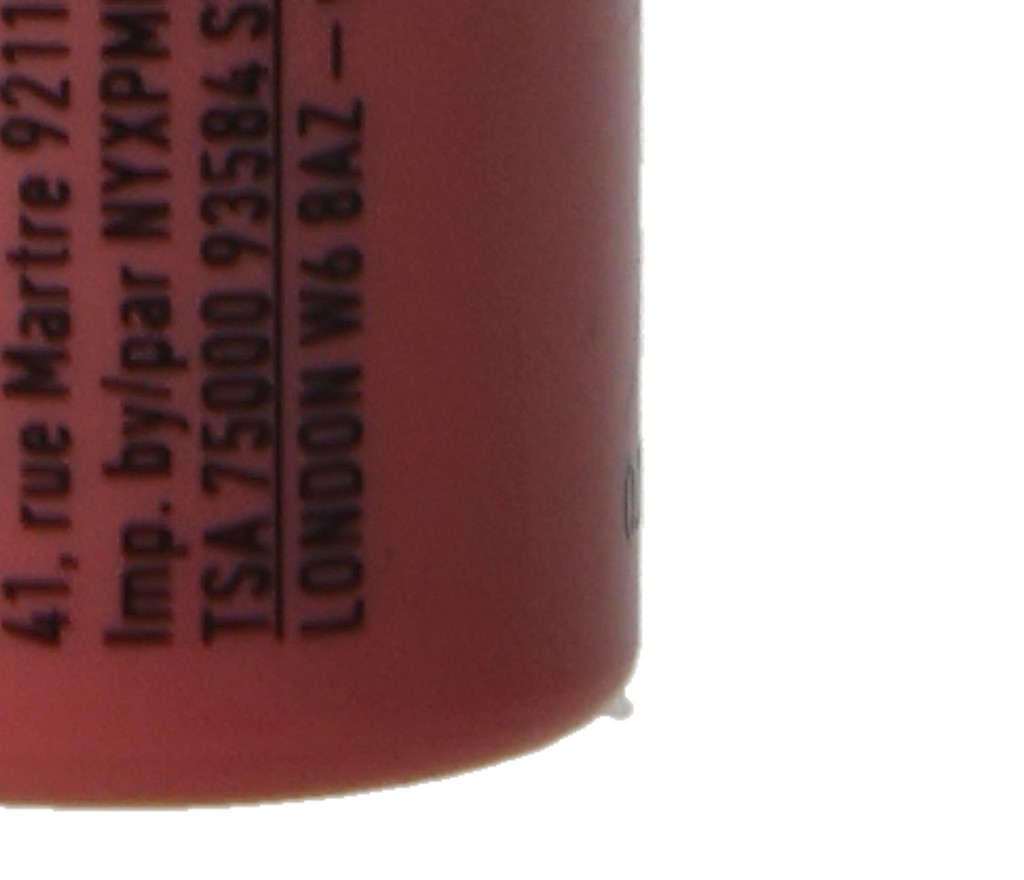 41, rue Martre 9211
Imp. by/par NYXPM
TSA 75000 93584 S
LONDON W6 8AZ –